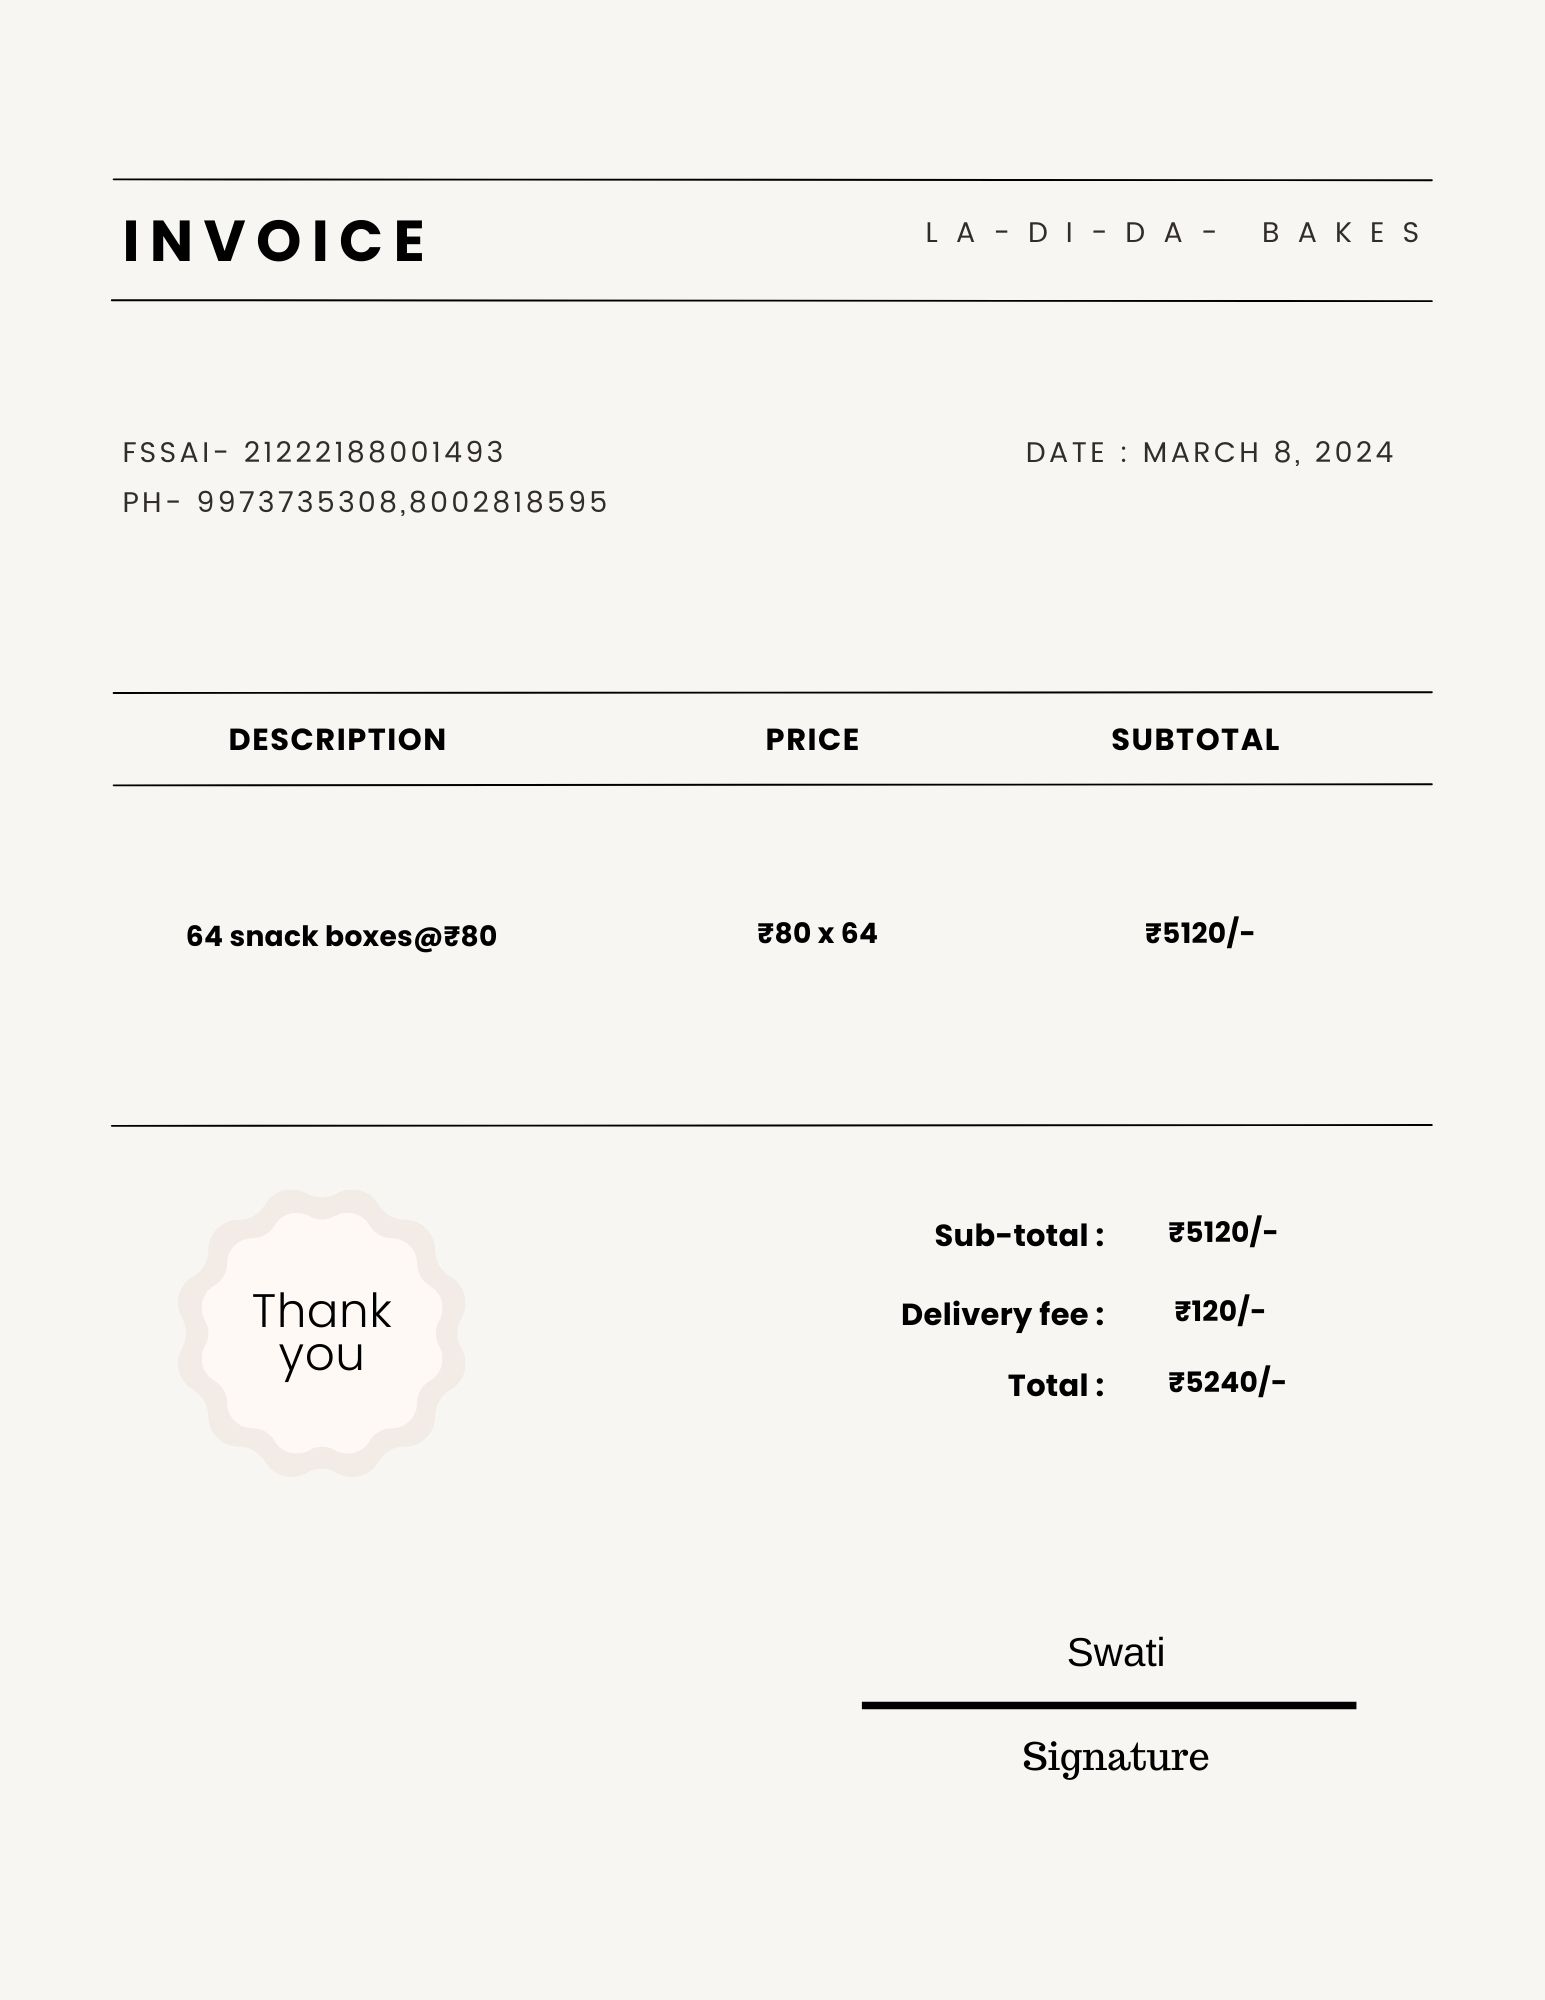 INVOICE
LA-DI-DA- BAKES
FSSAI- 21222188001493
DATE : MARCH 8, 2024
PH- 9973735308,8002818595
DESCRIPTION PRICE SUBTOTAL
64 snack boxes@₹80 ₹80 x 64 ₹5120/-
Sub-total : ₹5120/-
Delivery fee : ₹120/-
Total : ₹5240/-
Thank
you
Swati
Signature